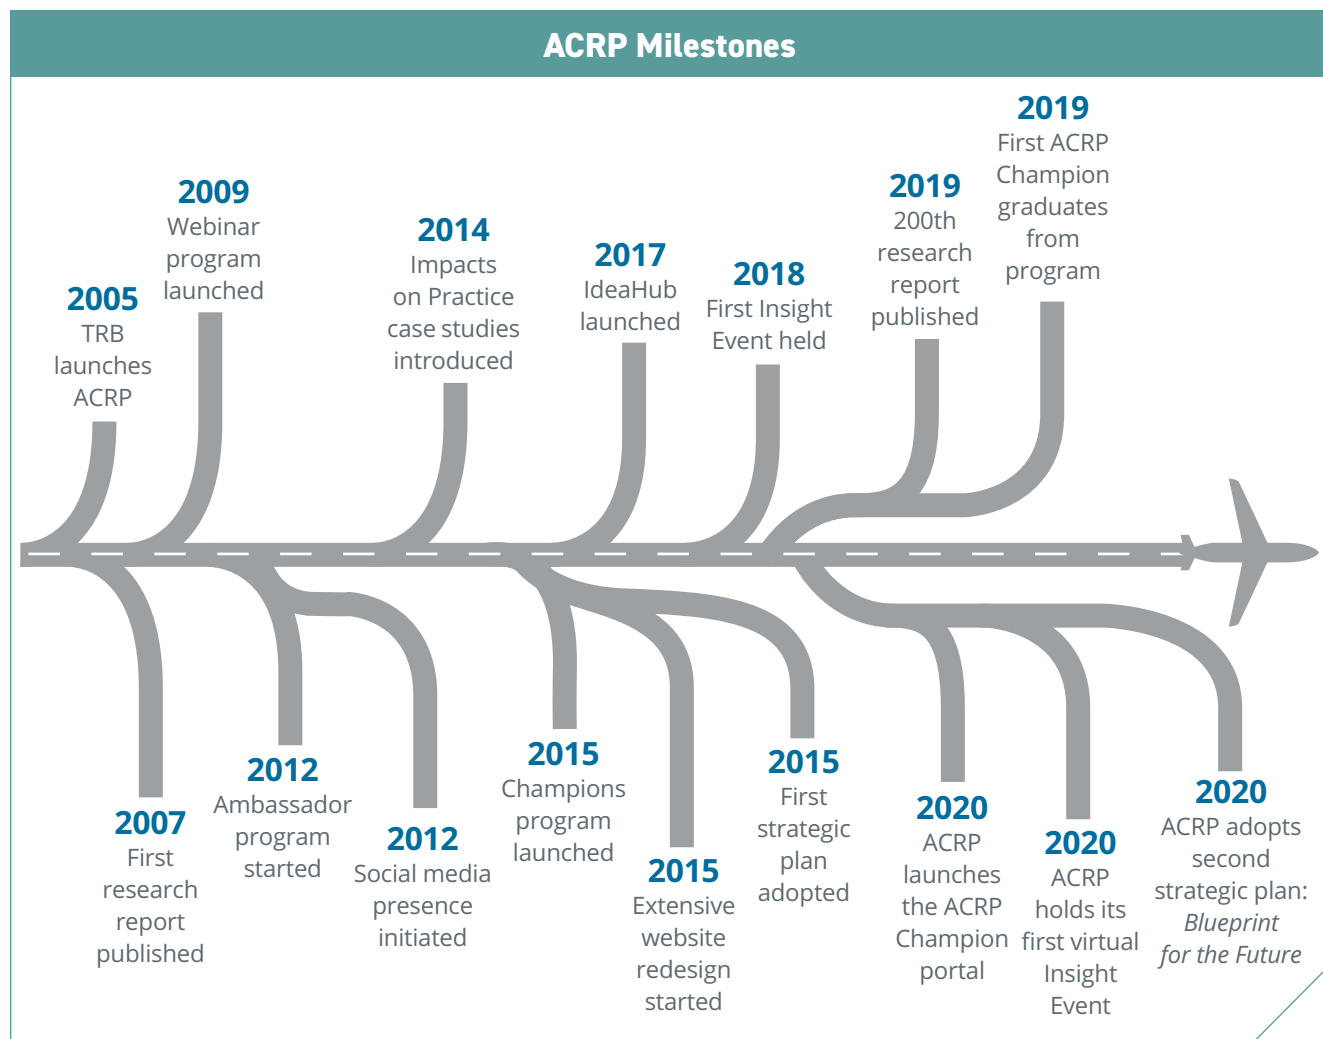 ACRP Milestones
2005
TRB
launches
ACRP
2009
Webinar
program
launched
2014
Impacts
on Practice
case studies
introduced
2017
IdeaHub
launched
2018
First Insight
Event held
2019
200th
research
report
published
2019
First ACRP
Champion
graduates
from
program
2007
First
research
report
published
2012
Ambassador
program
started
2012
Social media
presence
initiated
2015
Champions
program
launched
2015
Extensive
website
redesign
started
2015
First
strategic
plan
adopted
2020
ACRP
launches
the ACRP
Champion
portal
2020
ACRP
holds its
first virtual
Insight
Event
2020
ACRP adopts
second
strategic plan:
Blueprint
for the Future